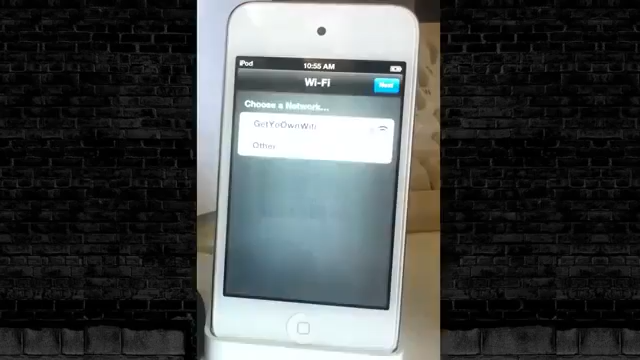 iPod 10:55 AM
Wi-Fi
Next
Choose a Network...
GetYoOwnWifi
Other